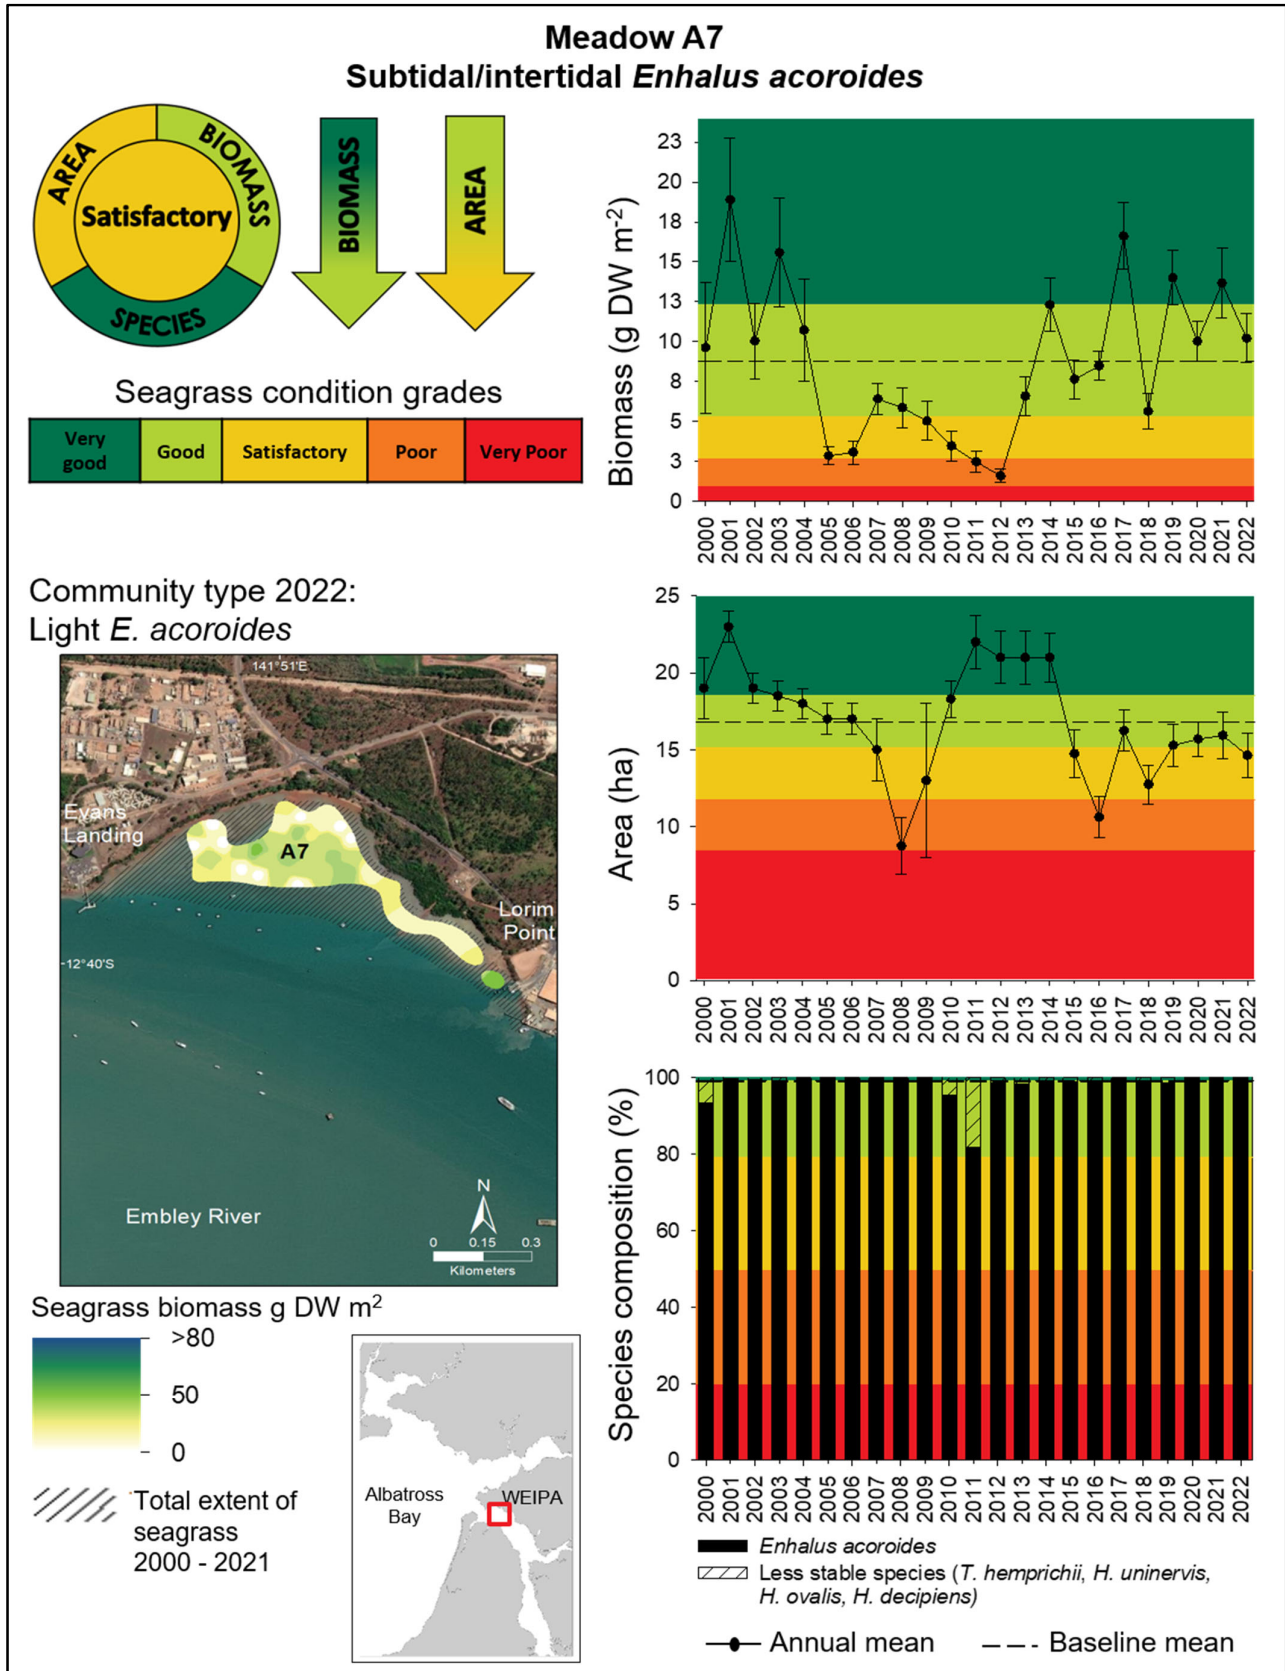 Meadow A7
Subtidal/intertidal Enhalus acoroides
AREA
BIOMASS
SPECIES
Satisfactory
BIOMASS
AREA
Seagrass condition grades
Very good
Good
Satisfactory
Poor
Very Poor
Community type 2022:
Light E. acoroides
141°51'E
Evans
Landing
A7
Lorim
Point
-12°40'S
Embley River
N
0 0.15 0.3
Kilometers
Seagrass biomass g DW m2
>80
50
0
Total extent of
seagrass
2000 - 2021
Albatross
Bay
WEIPA
Biomass (g DW m-2)
23
20
18
15
13
10
8
5
3
0
2000 2001 2002 2003 2004 2005 2006 2007 2008 2009 2010 2011 2012 2013 2014 2015 2016 2017 2018 2019 2020 2021 2022
Area (ha)
25
20
15
10
5
0
2000 2001 2002 2003 2004 2005 2006 2007 2008 2009 2010 2011 2012 2013 2014 2015 2016 2017 2018 2019 2020 2021 2022
Species composition (%)
100
80
60
40
20
0
2000 2001 2002 2003 2004 2005 2006 2007 2008 2009 2010 2011 2012 2013 2014 2015 2016 2017 2018 2019 2020 2021 2022
Enhalus acoroides
Less stable species (T. hemprichii, H. uninervis,
H. ovalis, H. decipiens)
Annual mean
Baseline mean